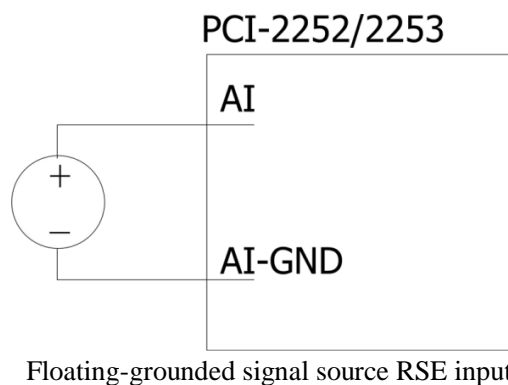 PCI-2252/2253
AI
+
−
AI-GND
Floating-grounded signal source RSE input